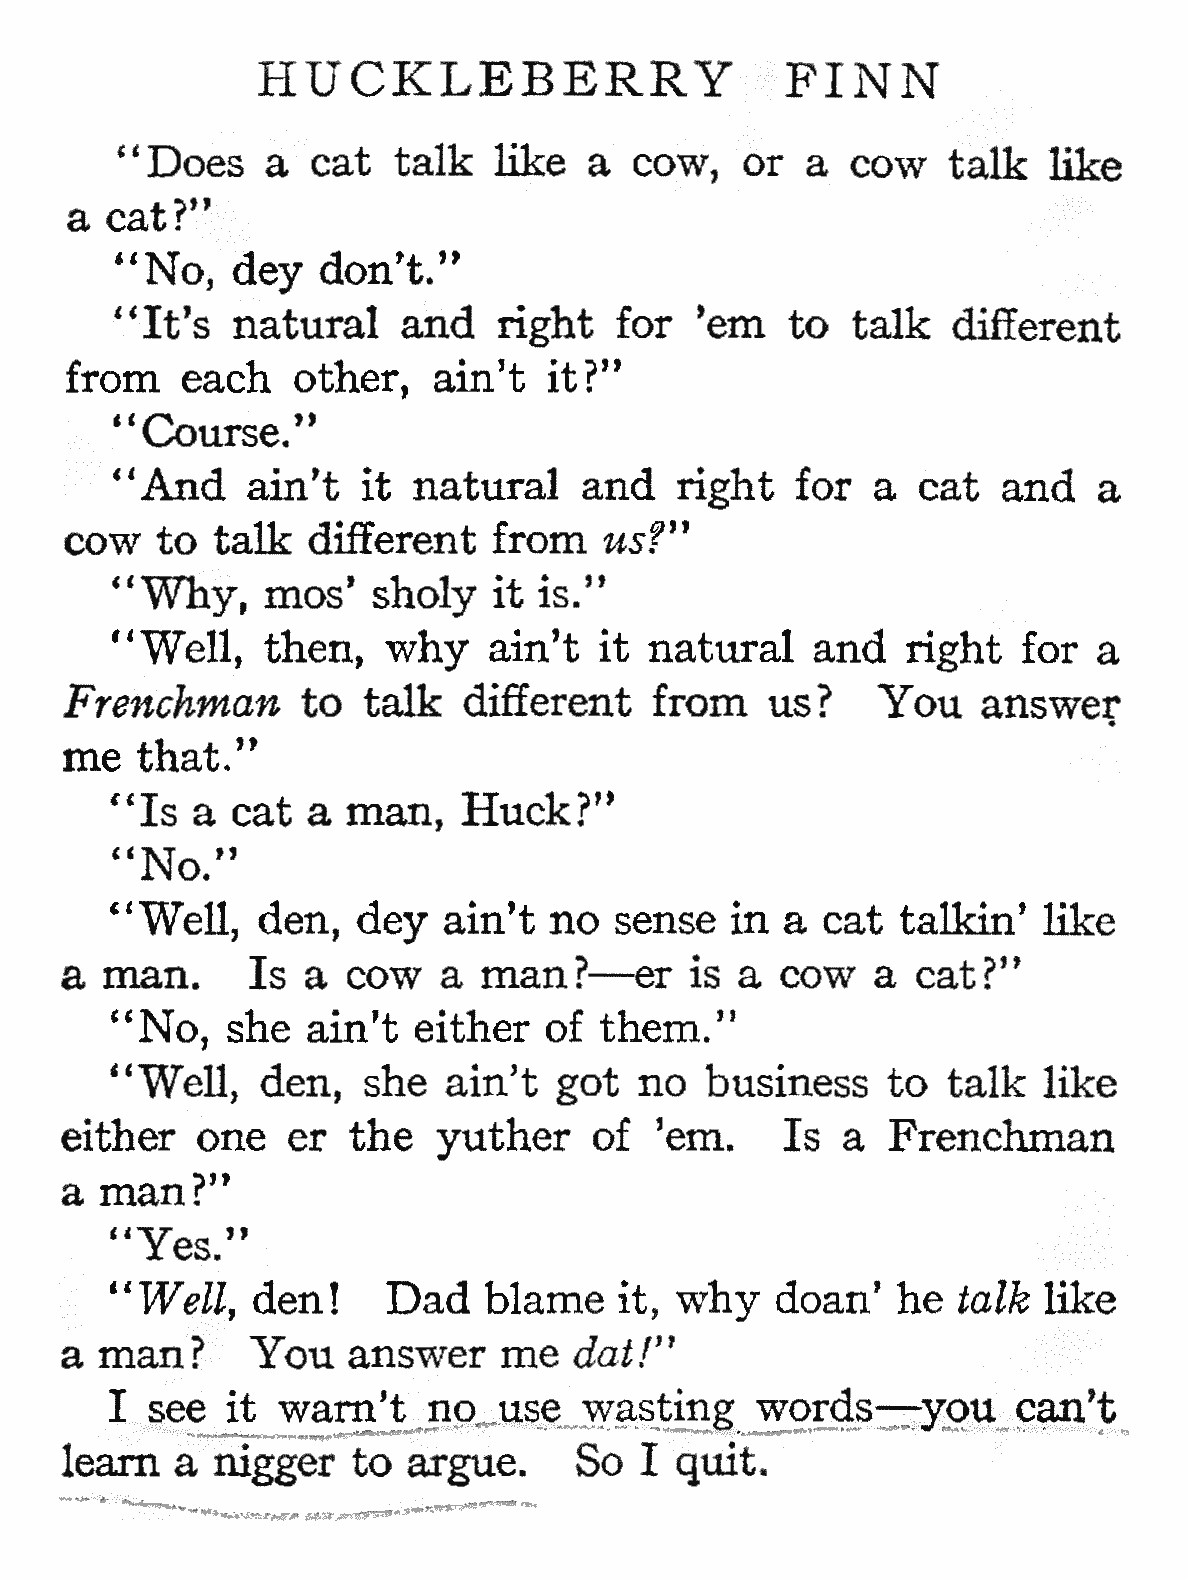 HUCKLEBERRY FINN
“Does a cat talk like a cow, or a cow talk like
a cat?”
“No, dey don’t.”
“It’s natural and right for ’em to talk different
from each other, ain’t it?”
“Course.”
“And ain’t it natural and right for a cat and a
cow to talk different from us?”
“Why, mos’ sholy it is.”
“Well, then, why ain’t it natural and right for a
Frenchman to talk different from us? You answer
me that.”
“Is a cat a man, Huck?”
“No.”
“Well, den, dey ain’t no sense in a cat talkin’ like
a man. Is a cow a man?—er is a cow a cat?”
“No, she ain’t either of them.”
“Well, den, she ain’t got no business to talk like
either one er the yuther of ’em. Is a Frenchman
a man?”
“Yes.”
“Well, den! Dad blame it, why doan’ he talk like
a man? You answer me dat!”
I see it warn’t no use wasting words—you can’t
learn a nigger to argue. So I quit.